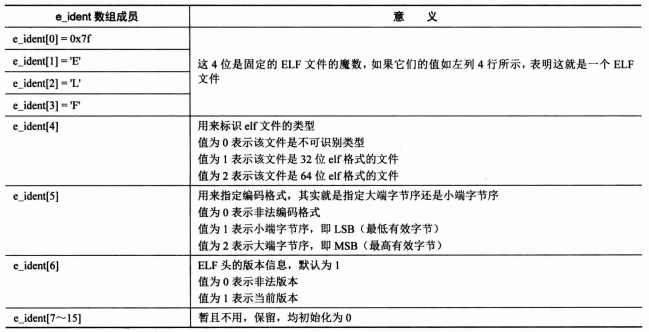 e_ident 数组成员
意 义
e_ident[0] = 0x7f
e_ident[1] = 'E'
e_ident[2] = 'L'
e_ident[3] = 'F'
这 4 位是固定的 ELF 文件的魔数，如果它们的值如左列 4 行所示，表明这就是一个 ELF
文件
e_ident[4]
用来标识 elf 文件的类型
值为 0 表示该文件是不可识别类型
值为 1 表示该文件是 32 位 elf 格式的文件
值为 2 表示该文件是 64 位 elf 格式的文件
e_ident[5]
用来指定编码格式，其实就是指定大端字节序还是小端字节序
值为 0 表示非法编码格式
值为 1 表示小端字节序，即 LSB（最低有效字节）
值为 2 表示大端字节序，即 MSB（最高有效字节）
e_ident[6]
ELF 头的版本信息，默认为 1
值为 0 表示非法版本
值为 1 表示当前版本
e_ident[7～15]
暂且不用，保留，均初始化为 0